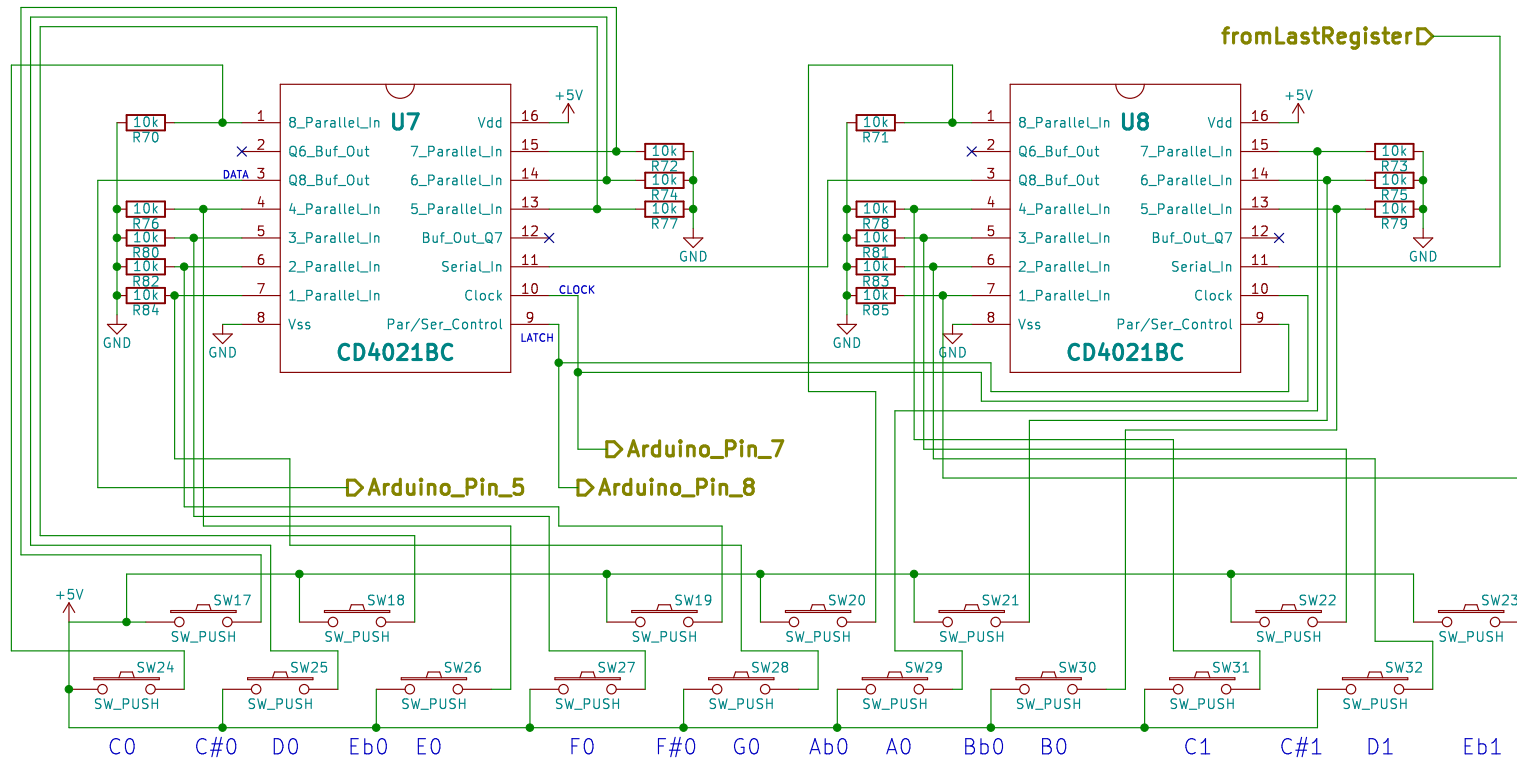 fromLastRegister
+5V
+5V
1 8_Parallel_In U7 Vdd 16
10k
R70
2 Q6_Buf_Out 7_Parallel_In 15
10k
R72
DATA
3 Q8_Buf_Out 6_Parallel_In 14
10k
R74
10k
R76
4 4_Parallel_In 5_Parallel_In 13
10k
R77
10k
R80
5 3_Parallel_In Buf_Out_Q7 12
GND
10k
R82
6 2_Parallel_In Serial_In 11
10k
R84
7 1_Parallel_In Clock 10
CLOCK
8 Vss Par/Ser_Control 9
LATCH
GND
GND
CD4021BC
1 8_Parallel_In U8 Vdd 16
10k
R71
2 Q6_Buf_Out 7_Parallel_In 15
10k
R73
3 Q8_Buf_Out 6_Parallel_In 14
10k
R75
10k
R78
4 4_Parallel_In 5_Parallel_In 13
10k
R79
10k
R81
5 3_Parallel_In Buf_Out_Q7 12
GND
10k
R83
6 2_Parallel_In Serial_In 11
10k
R85
7 1_Parallel_In Clock 10
8 Vss Par/Ser_Control 9
GND
GND
CD4021BC
Arduino_Pin_7
Arduino_Pin_5
Arduino_Pin_8
+5V
SW17
SW_PUSH
SW18
SW_PUSH
SW19
SW_PUSH
SW20
SW_PUSH
SW21
SW_PUSH
SW22
SW_PUSH
SW23
SW_PUSH
SW24
SW_PUSH
SW25
SW_PUSH
SW26
SW_PUSH
SW27
SW_PUSH
SW28
SW_PUSH
SW29
SW_PUSH
SW30
SW_PUSH
SW31
SW_PUSH
SW32
SW_PUSH
C0 C#0 D0 Eb0 E0 F0 F#0 G0 Ab0 A0 Bb0 B0 C1 C#1 D1 Eb1